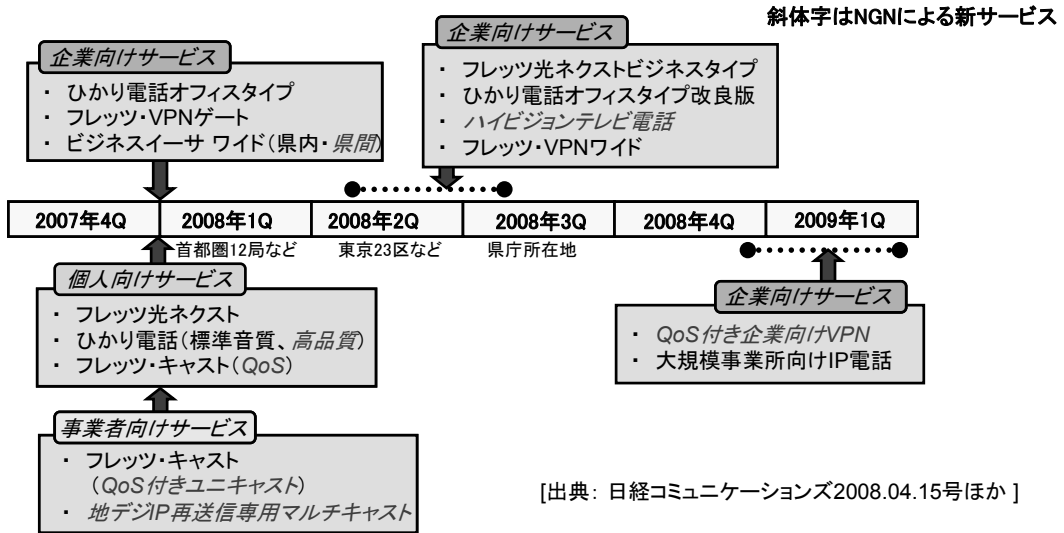 斜体字はNGNによる新サービス
企業向けサービス
・ ひかり電話オフィスタイプ
・ フレッツ・VPNゲート
・ ビジネスイーサ ワイド(県内・県間)
企業向けサービス
・ フレッツ光ネクストビジネスタイプ
・ ひかり電話オフィスタイプ改良版
・ ハイビジョンテレビ電話
・ フレッツ・VPNワイド
2007年4Q 2008年1Q 2008年2Q 2008年3Q 2008年4Q 2009年1Q
首都圏12局など 東京23区など 県庁所在地
個人向けサービス
・ フレッツ光ネクスト
・ ひかり電話(標準音質、高品質)
・ フレッツ・キャスト(QoS)
企業向けサービス
・ QoS付き企業向けVPN
・ 大規模事業所向けIP電話
事業者向けサービス
・ フレッツ・キャスト
(QoS付きユニキャスト)
・ 地デジIP再送信専用マルチキャスト
[出典: 日経コミュニケーションズ2008.04.15号ほか ]